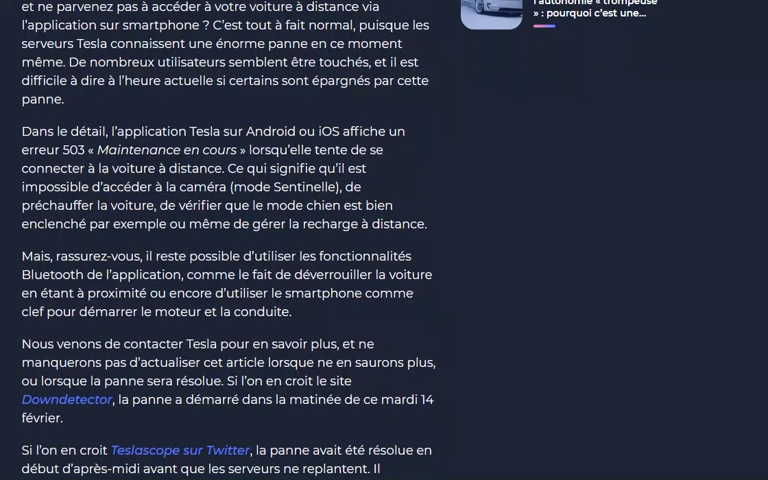 et ne parvenez pas à accéder à votre voiture à distance via
l'application sur smartphone ? C'est tout à fait normal, puisque les
serveurs Tesla connaissent une énorme panne en ce moment
même. De nombreux utilisateurs semblent être touchés, et il est
difficile à dire à l'heure actuelle si certains sont épargnés par cette
panne.
Dans le détail, l'application Tesla sur Android ou iOS affiche un
erreur 503 « Maintenance en cours » lorsqu'elle tente de se
connecter à la voiture à distance. Ce qui signifie qu'il est
impossible d'accéder à la caméra (mode Sentinelle), de
préchauffer la voiture, de vérifier que le mode chien est bien
enclenché par exemple ou même de gérer la recharge à distance.
Mais, rassurez-vous, il reste possible d'utiliser les fonctionnalités
Bluetooth de l'application, comme le fait de déverrouiller la voiture
en étant à proximité ou encore d'utiliser le smartphone comme
clef pour démarrer le moteur et la conduite.
Nous venons de contacter Tesla pour en savoir plus, et ne
manquerons pas d'actualiser cet article lorsque ne en saurons plus,
ou lorsque la panne sera résolue. Si l'on en croit le site
Downdetector, la panne a démarré dans la matinée de ce mardi 14
février.
Si l'on en croit Teslascope sur Twitter, la panne avait été résolue en
début d'après-midi avant que les serveurs ne replantent. Il
l'autonomie « trompeuse
» : pourquoi c'est une...